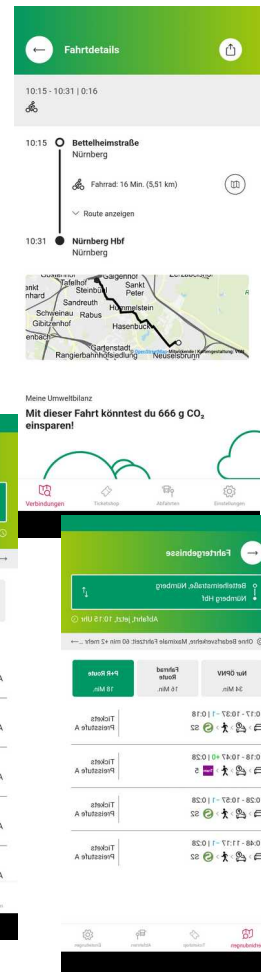 Fahrtdetails
10:15 - 10:31 | 0:16
10:15 Bettelheimstraße
Nürnberg
Fahrrad: 16 Min. (5,51 km)
Route anzeigen
10:31 Nürnberg Hbf
Nürnberg
Tafelhof Gaigenhof
Steinbühl Sankt
Peter
Sandreuth Hummelstein
Schweinau Rabus
Gibitzenhof Hasenbuck
Gartenstadt
Rangierbahnhofsiedlung Neuselsbrunn
Meine Umweltbilanz
Mit dieser Fahrt könntest du 666 g CO₂
einsparen!
Verbindungen Ticketshop Abfahrten Einstellungen
Fahrtergebnisse
Bettelheimstraße, Nürnberg
Nürnberg Hbf
Abfahrt, jetzt, 10:15 Uhr
Ohne Bedarfsverkehre, Maximale Fahrtzeit: 60 min +2 mehr ...
Nur ÖPNV Fahrrad Route P+R Route
34 Min. 16 Min. 18 Min.
0:17 - 10:37 -1 | 0:18 Tickets
S2 Preisstufe A
0:18 - 10:47 +0 | 0:28 Tickets
5 Preisstufe A
0:28 - 10:57 -1 | 0:28 Tickets
S2 Preisstufe A
0:48 - 11:17 -1 | 0:28 Tickets
S2 Preisstufe A
Ticketshop Abfahrten Einstellungen